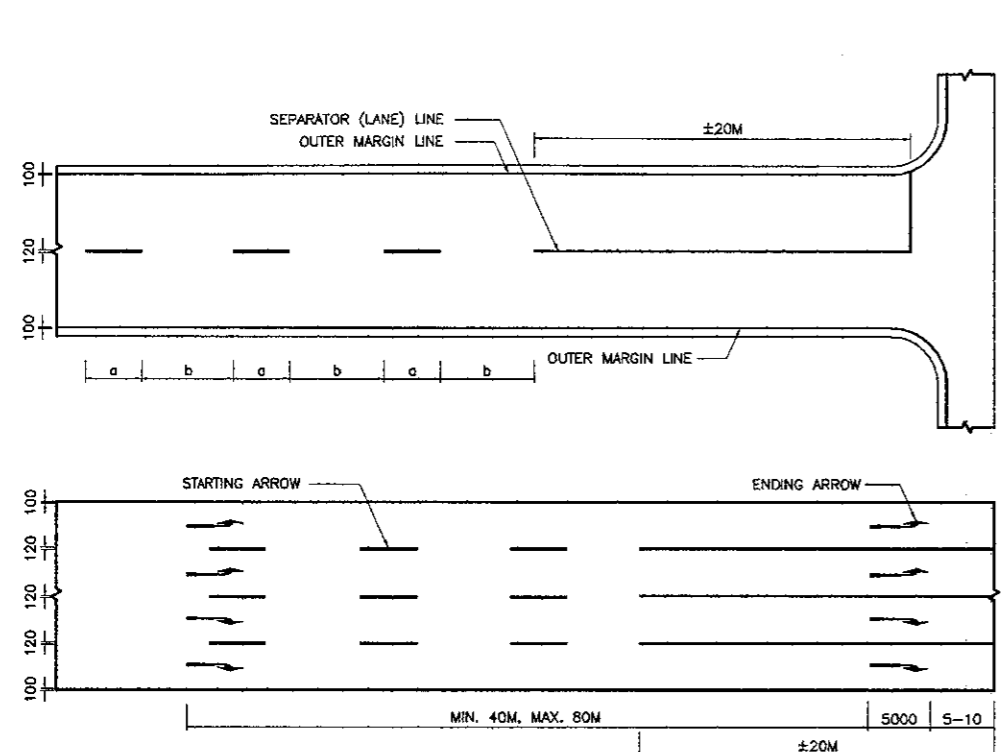 SEPARATOR (LANE) LINE
OUTER MARGIN LINE
±20M
100
120
100
OUTER MARGIN LINE
a b a b a b
STARTING ARROW
ENDING ARROW
100
120
120
120
100
MIN. 40M, MAX. 80M 5000 5-10
±20M